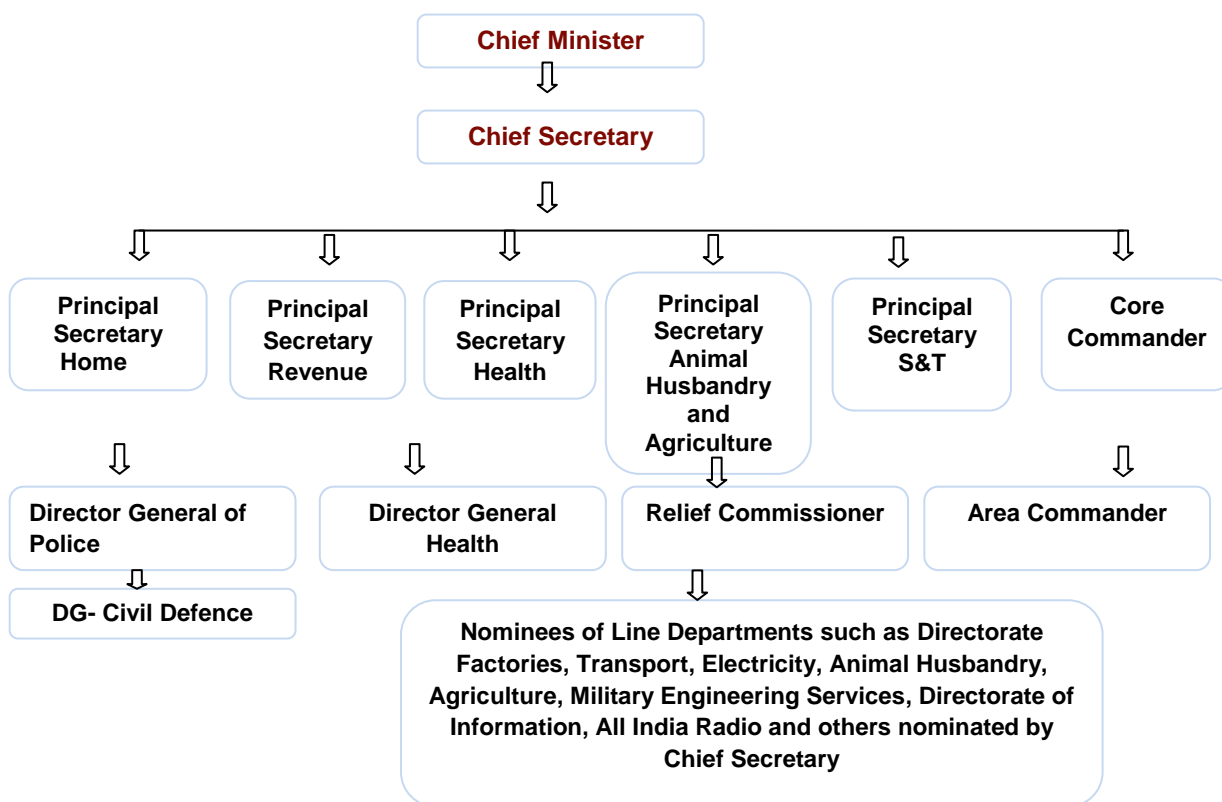 Chief Minister
Chief Secretary
Principal
Secretary
Home
Principal
Secretary
Revenue
Principal
Secretary
Health
Principal
Secretary
Animal
Husbandry
and
Agriculture
Principal
Secretary
S&T
Core
Commander
Director General of
Police
Director General
Health
Relief Commissioner
Area Commander
DG- Civil Defence
Nominees of Line Departments such as Directorate
Factories, Transport, Electricity, Animal Husbandry,
Agriculture, Military Engineering Services, Directorate of
Information, All India Radio and others nominated by
Chief Secretary